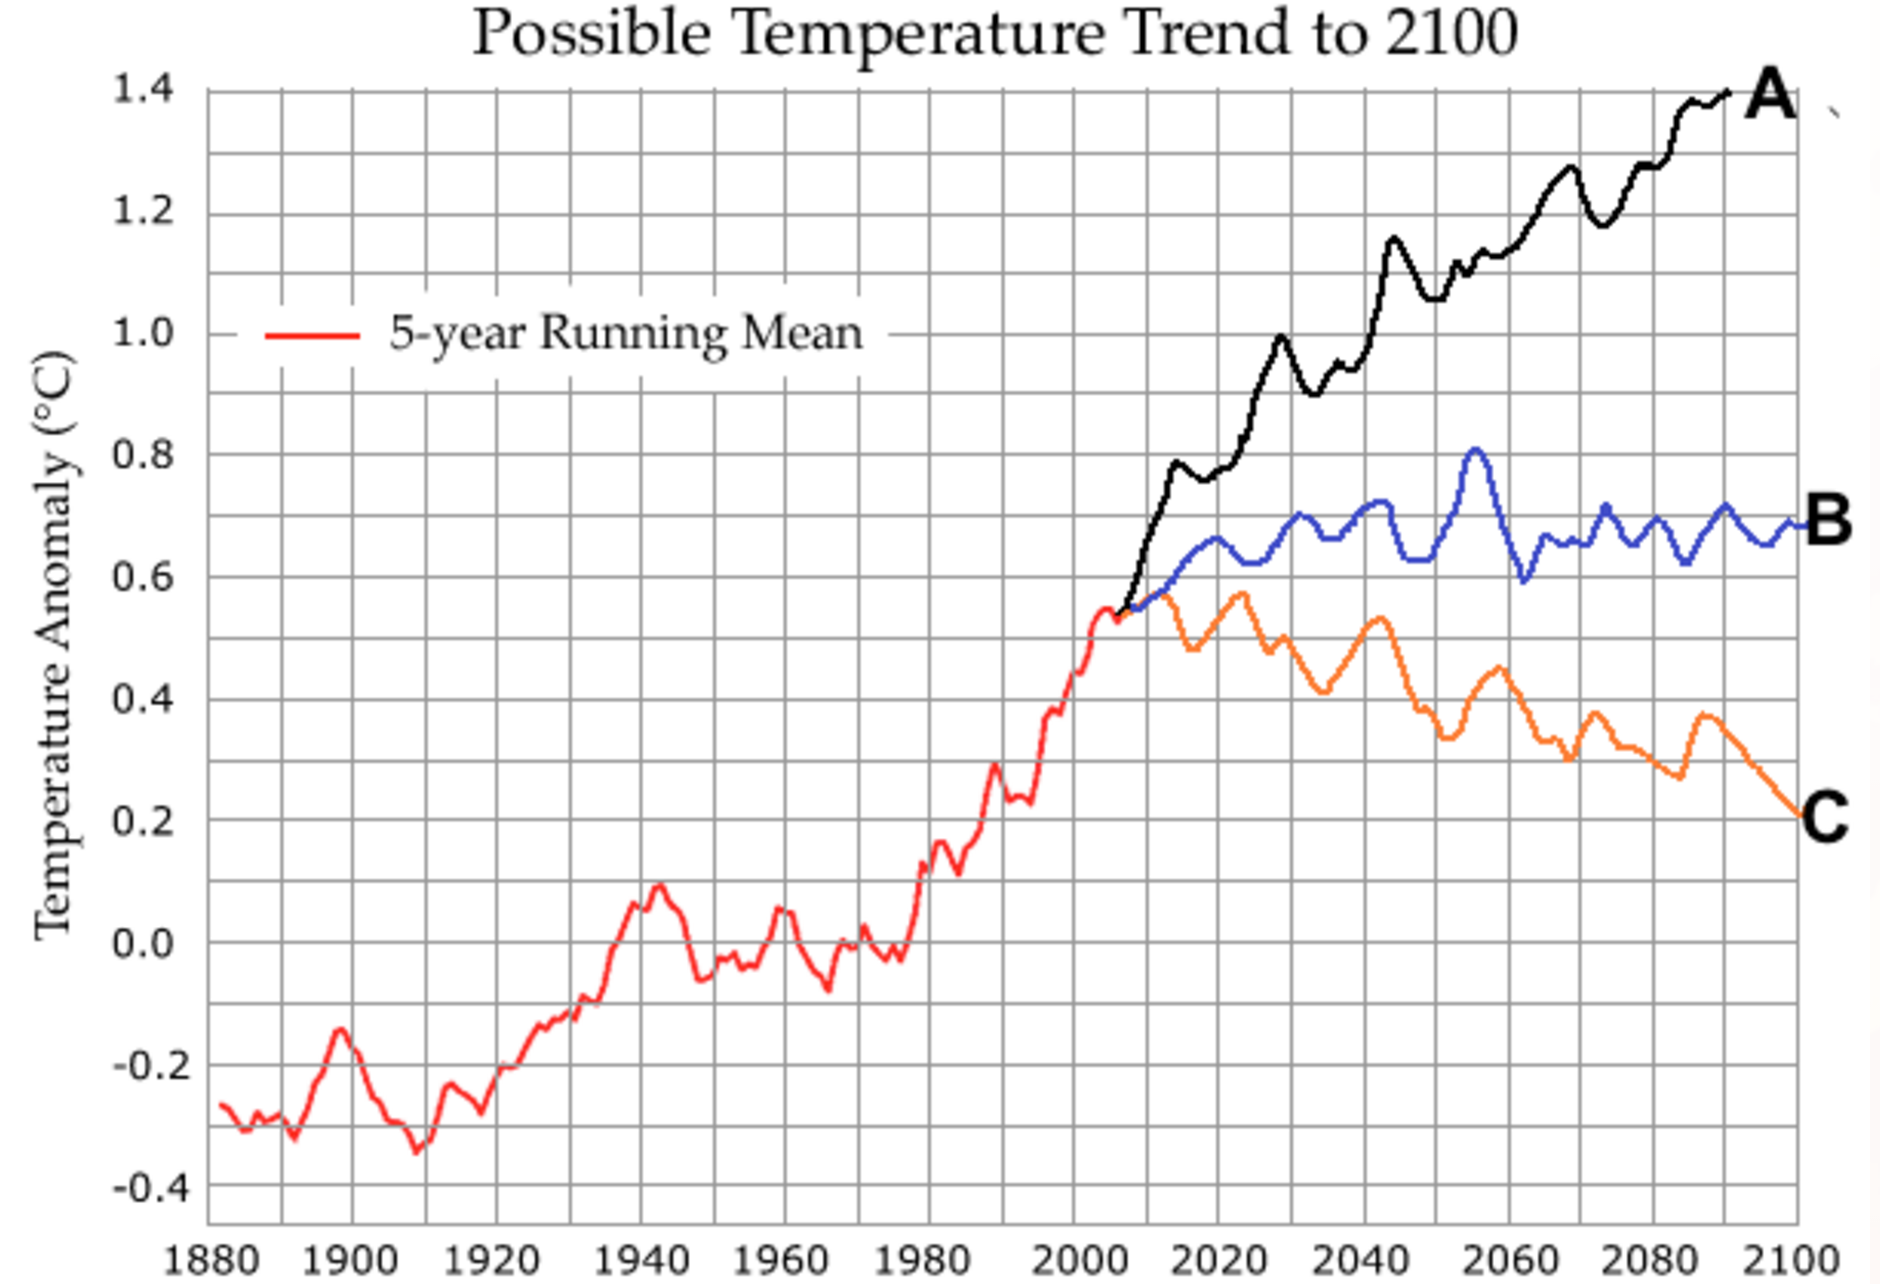 Possible Temperature Trend to 2100
1.4
A
1.2
5-year Running Mean
1.0
Temperature Anomaly (°C)
0.8
B
0.6
0.4
0.2
C
0.0
-0.2
-0.4
1880 1900 1920 1940 1960 1980 2000 2020 2040 2060 2080 2100